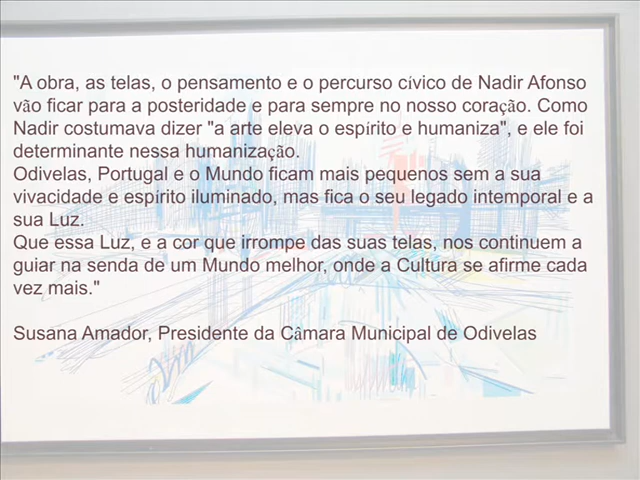 "A obra, as telas, o pensamento e o percurso cívico de Nadir Afonso
vão ficar para a posteridade e para sempre no nosso coração. Como
Nadir costumava dizer "a arte eleva o espírito e humaniza", e ele foi
determinante nessa humanização.
Odivelas, Portugal e o Mundo ficam mais pequenos sem a sua
vivacidade e espírito iluminado, mas fica o seu legado intemporal e a
sua Luz.
Que essa Luz, e a cor que irrompe das suas telas, nos continuem a
guiar na senda de um Mundo melhor, onde a Cultura se afirme cada
vez mais."
Susana Amador, Presidente da Câmara Municipal de Odivelas